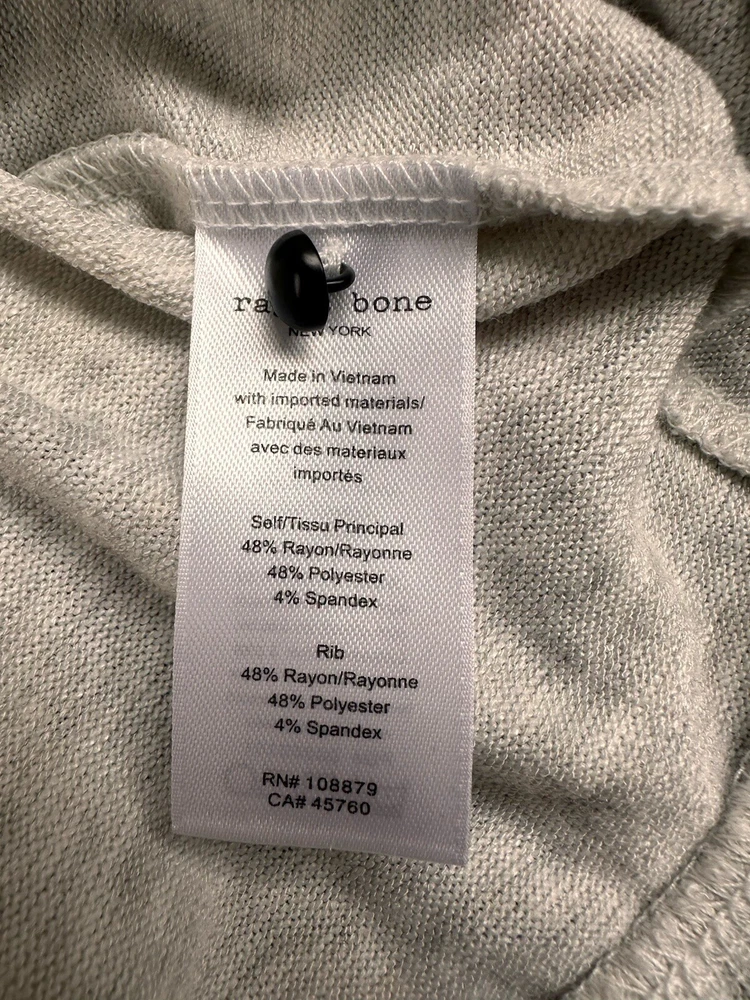 bone
NEW YORK
Made in Vietnam
with imported materials/
Fabriqué Au Vietnam
avec des materiaux
importés
Self/Tissu Principal
48% Rayon/Rayonne
48% Polyester
4% Spandex
Rib
48% Rayon/Rayonne
48% Polyester
4% Spandex
RN# 108879
CA# 45760